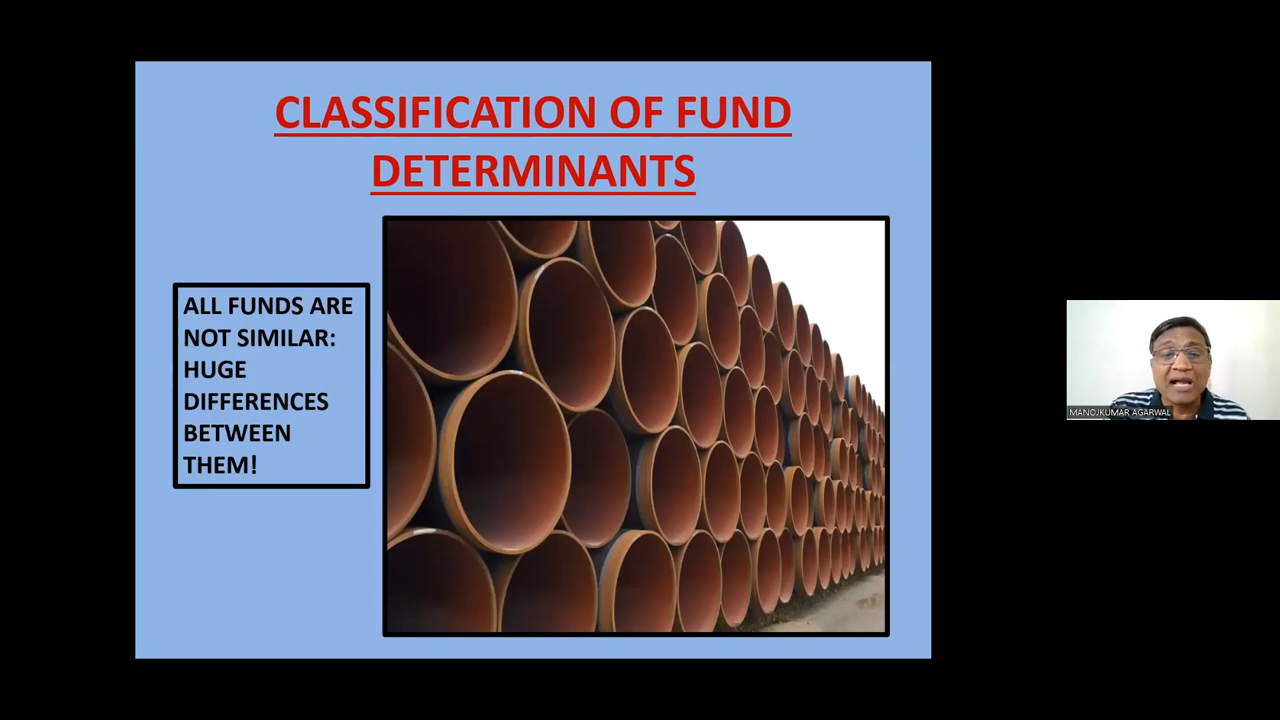 CLASSIFICATION OF FUND
DETERMINANTS
ALL FUNDS ARE
NOT SIMILAR:
HUGE
DIFFERENCES
BETWEEN
THEM!
MANOJKUMAR AGARWAL